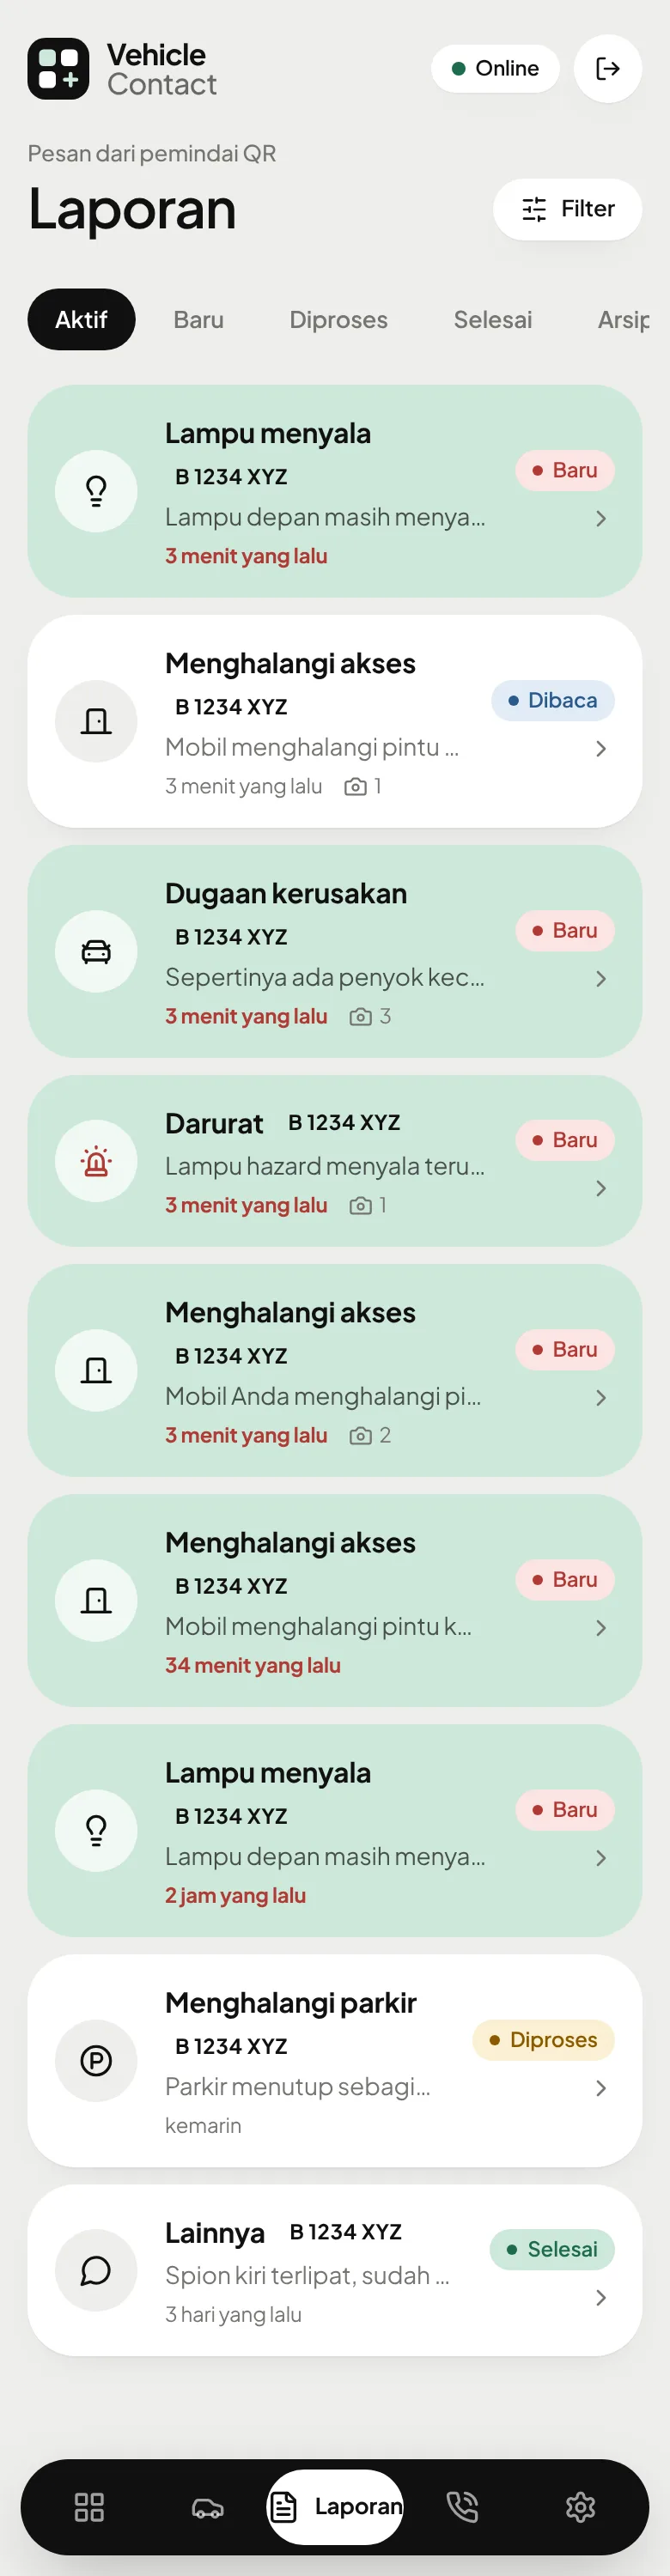 Vehicle
Contact
Online
Pesan dari pemindai QR
Laporan
Filter
Aktif Baru Diproses Selesai Arsip
Lampu menyala
B 1234 XYZ
Baru
Lampu depan masih menya...
3 menit yang lalu
Menghalangi akses
B 1234 XYZ
Dibaca
Mobil menghalangi pintu ...
3 menit yang lalu 1
Dugaan kerusakan
B 1234 XYZ
Baru
Sepertinya ada penyok kec...
3 menit yang lalu 3
Darurat B 1234 XYZ
Baru
Lampu hazard menyala teru...
3 menit yang lalu 1
Menghalangi akses
B 1234 XYZ
Baru
Mobil Anda menghalangi pi...
3 menit yang lalu 2
Menghalangi akses
B 1234 XYZ
Baru
Mobil menghalangi pintu k...
34 menit yang lalu
Lampu menyala
B 1234 XYZ
Baru
Lampu depan masih menya...
2 jam yang lalu
Menghalangi parkir
B 1234 XYZ
Diproses
Parkir menutup sebagi...
kemarin
Lainnya B 1234 XYZ
Selesai
Spion kiri terlipat, sudah ...
3 hari yang lalu
Laporan